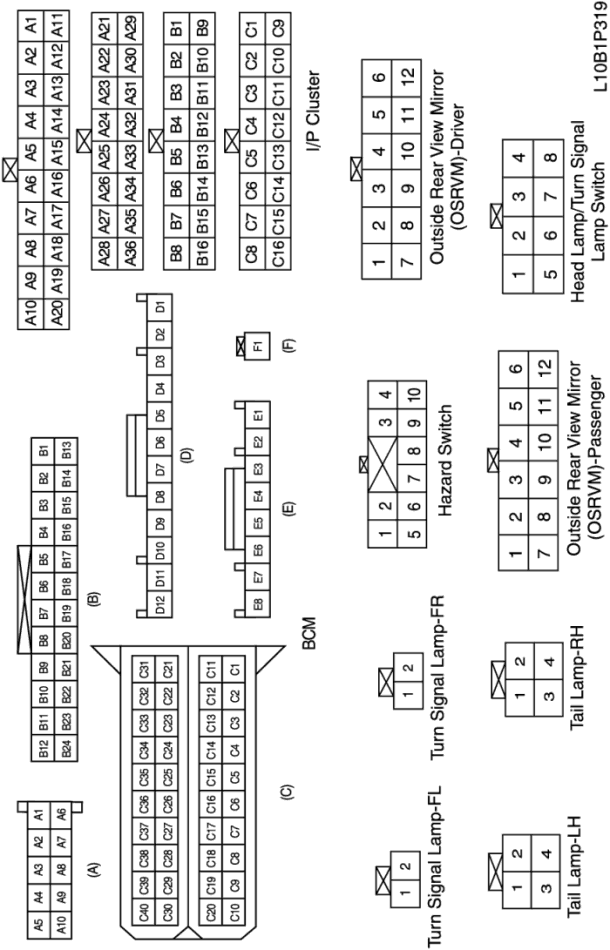 A5 A4 A3 A2 A1
A10 A9 A8 A7 A6
(A)
B12 B11 B10 B9 B8 B7 B6 B5 B4 B3 B2 B1
B24 B23 B22 B21 B20 B19 B18 B17 B16 B15 B14 B13
(B)
C40 C39 C38 C37 C36 C35 C34 C33 C32 C31
C30 C29 C28 C27 C26 C25 C24 C23 C22 C21
C20 C19 C18 C17 C16 C15 C14 C13 C12 C11
C10 C9 C8 C7 C6 C5 C4 C3 C2 C1
(C)
D12 D11 D10 D9 D8 D7 D6 D5 D4 D3 D2 D1
(D)
E8 E7 E6 E5 E4 E3 E2 E1
(E)
F1
(F)
BCM
A10 A9 A8 A7 A6 A5 A4 A3 A2 A1
A20 A19 A18 A17 A16 A15 A14 A13 A12 A11
A28 A27 A26 A25 A24 A23 A22 A21
A36 A35 A34 A33 A32 A31 A30 A29
B8 B7 B6 B5 B4 B3 B2 B1
B16 B15 B14 B13 B12 B11 B10 B9
C8 C7 C6 C5 C4 C3 C2 C1
C16 C15 C14 C13 C12 C11 C10 C9
I/P Cluster
1 2
Turn Signal Lamp-FL
1 2
Turn Signal Lamp-FR
1 2 3 4
5 6 7 8 9 10
Hazard Switch
1 2 3 4 5 6
7 8 9 10 11 12
Outside Rear View Mirror
(OSRVM)-Driver
1 2
3 4
Tail Lamp-LH
1 2
3 4
Tail Lamp-RH
1 2 3 4 5 6
7 8 9 10 11 12
Outside Rear View Mirror
(OSRVM)-Passenger
1 2 3 4
5 6 7 8
Head Lamp/Turn Signal
Lamp Switch
L10B1P319